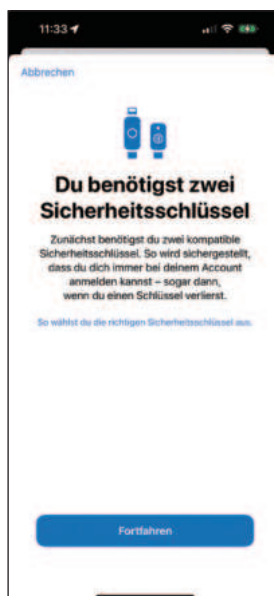 11:33
Abbrechen
Du benötigst zwei
Sicherheitsschlüssel
Zunächst benötigst du zwei kompatible
Sicherheitsschlüssel. So wird sichergestellt,
dass du dich immer bei deinem Account
anmelden kannst – sogar dann,
wenn du einen Schlüssel verlierst.
So wählst du die richtigen Sicherheitsschlüssel aus.
Fortfahren